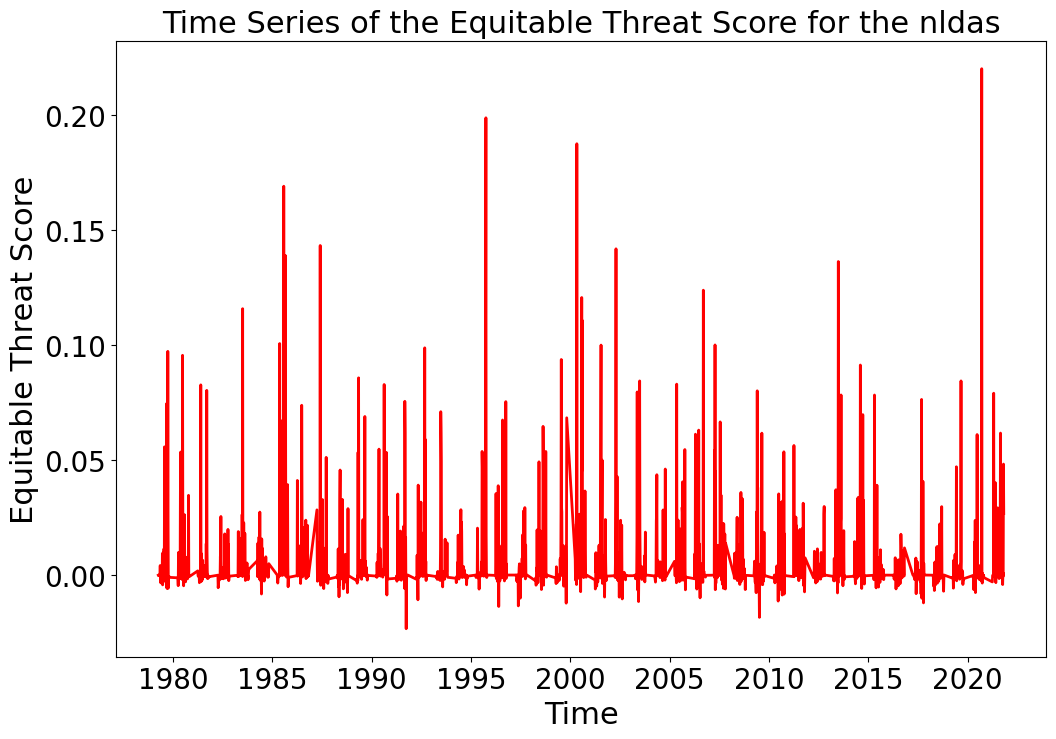 Time Series of the Equitable Threat Score for the nldas
Equitable Threat Score
0.20
0.15
0.10
0.05
0.00
1980 1985 1990 1995 2000 2005 2010 2015 2020
Time